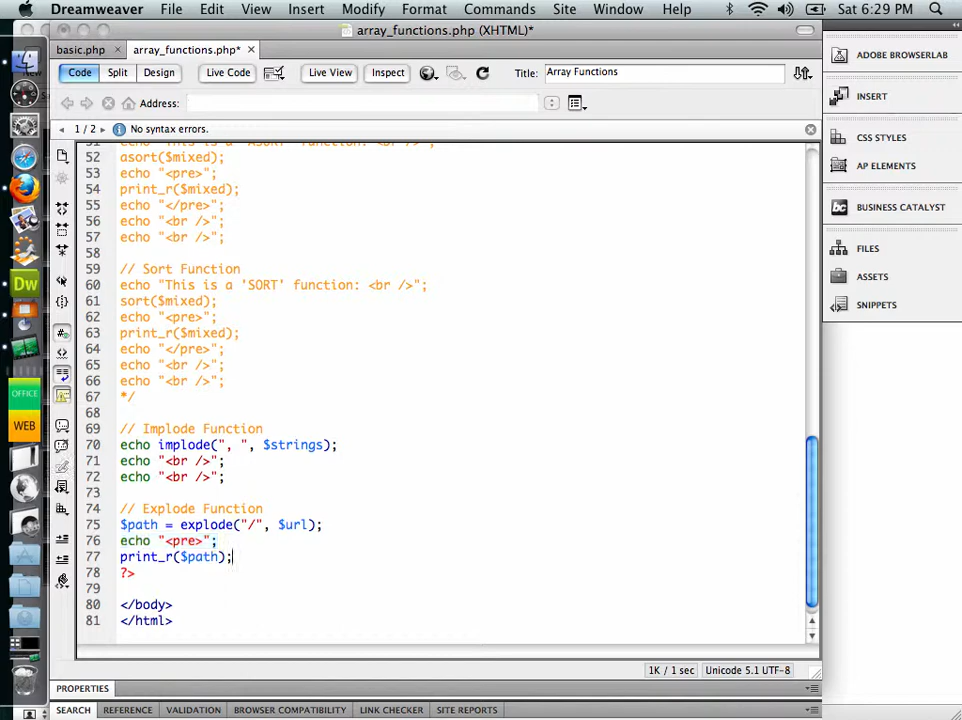 Dreamweaver File Edit View Insert Modify Format Commands Site Window Help Sat 6:29 PM
array_functions.php (XHTML)*
basic.php array_functions.php*
Code Split Design Live Code Live View Inspect Title: Array Functions
Address:
1 / 2 No syntax errors.
52 asort($mixed);
53 echo "<pre>";
54 print_r($mixed);
55 echo "</pre>";
56 echo "<br />";
57 echo "<br />";
58
59 // Sort Function
60 echo "This is a 'SORT' function: <br />";
61 sort($mixed);
62 echo "<pre>";
63 print_r($mixed);
64 echo "</pre>";
65 echo "<br />";
66 echo "<br />";
67 */
68
69 // Implode Function
70 echo implode(", ", $strings);
71 echo "<br />";
72 echo "<br />";
73
74 // Explode Function
75 $path = explode("/", $url);
76 echo "<pre>";
77 print_r($path);
78 ?>
79
80 </body>
81 </html>
1K / 1 sec Unicode 5.1 UTF-8
PROPERTIES
SEARCH REFERENCE VALIDATION BROWSER COMPATIBILITY LINK CHECKER SITE REPORTS
ADOBE BROWSERLAB
INSERT
CSS STYLES
AP ELEMENTS
BUSINESS CATALYST
FILES
ASSETS
SNIPPETS
Dw
OFFICE
WEB